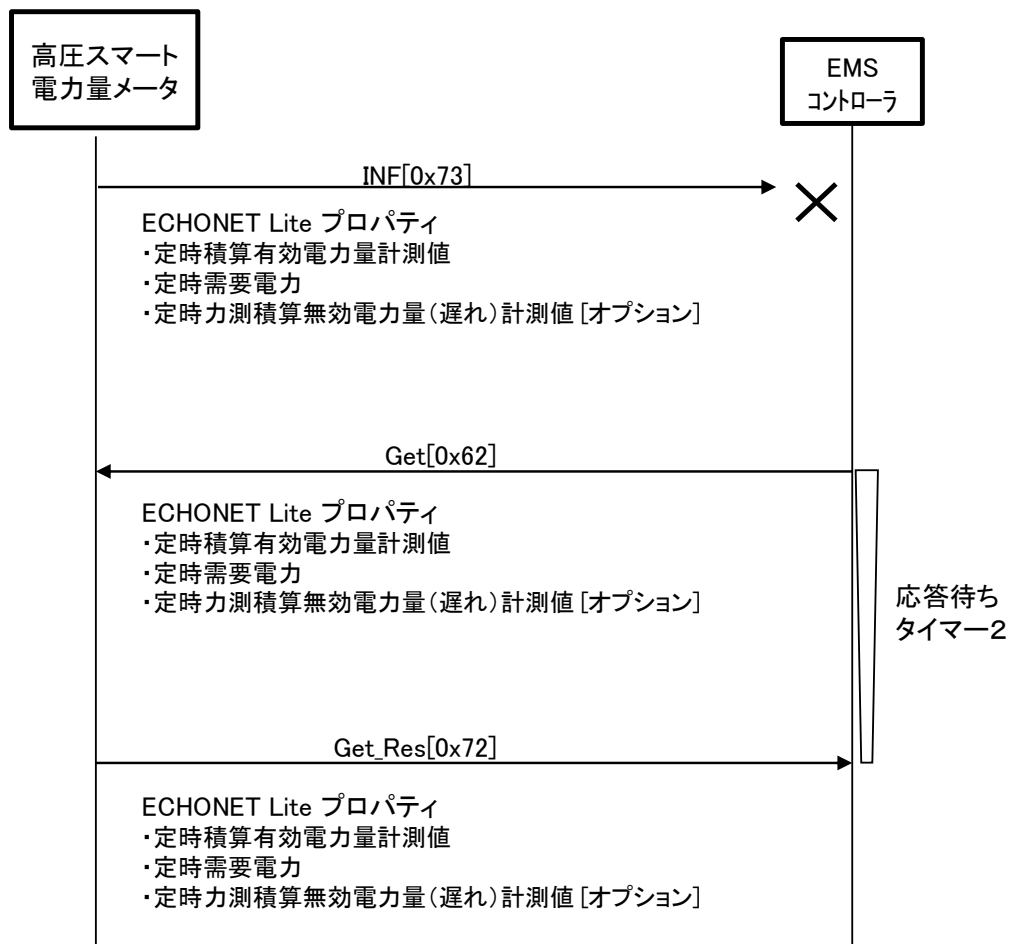 高圧スマート
電力量メータ
EMS
コントローラ
INF[0x73]
ECHONET Lite プロパティ
・定時積算有効電力量計測値
・定時需要電力
・定時力測積算無効電力量（遅れ）計測値［オプション］
Get[0x62]
ECHONET Lite プロパティ
・定時積算有効電力量計測値
・定時需要電力
・定時力測積算無効電力量（遅れ）計測値［オプション］
応答待ち
タイマー２
Get_Res[0x72]
ECHONET Lite プロパティ
・定時積算有効電力量計測値
・定時需要電力
・定時力測積算無効電力量（遅れ）計測値［オプション］